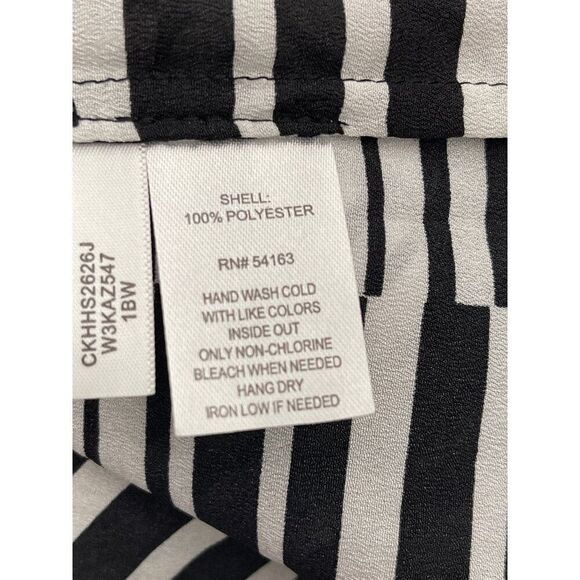 CKHHS2626J
W3KAZ547
1BW
SHELL:
100% POLYESTER
RN# 54163
HAND WASH COLD
WITH LIKE COLORS
INSIDE OUT
ONLY NON-CHLORINE
BLEACH WHEN NEEDED
HANG DRY
IRON LOW IF NEEDED